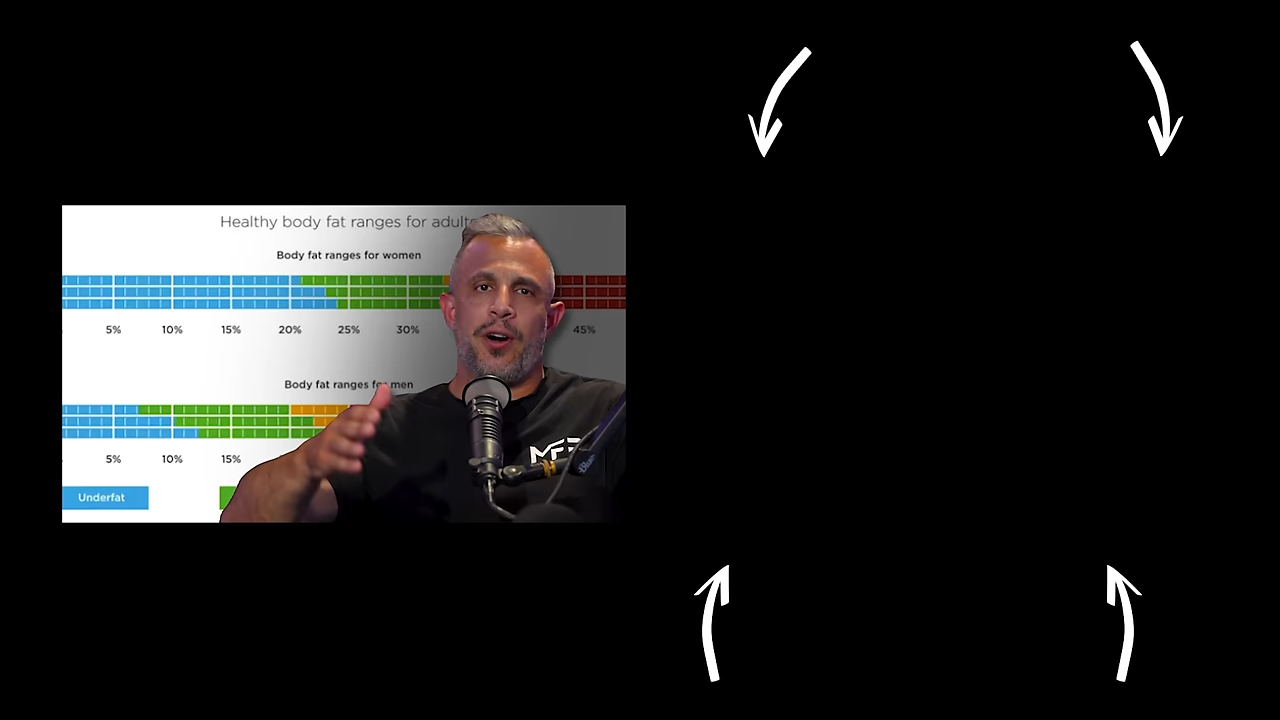 Healthy body fat ranges for adult
Body fat ranges for women
5% 10% 15% 20% 25% 30% 45%
Body fat ranges for men
5% 10% 15%
Underfat
Blue